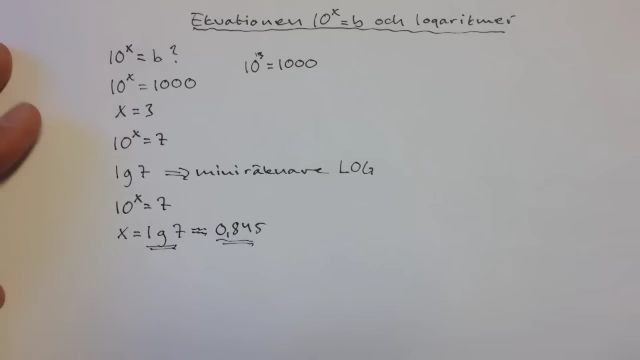 Ekvationen 10^x = b och logaritmer
10^x = b ?
10^x = 1000
10^3 = 1000
x = 3
10^x = 7
lg 7 => miniräknare LOG
10^x = 7
x = lg 7 ≈ 0,845